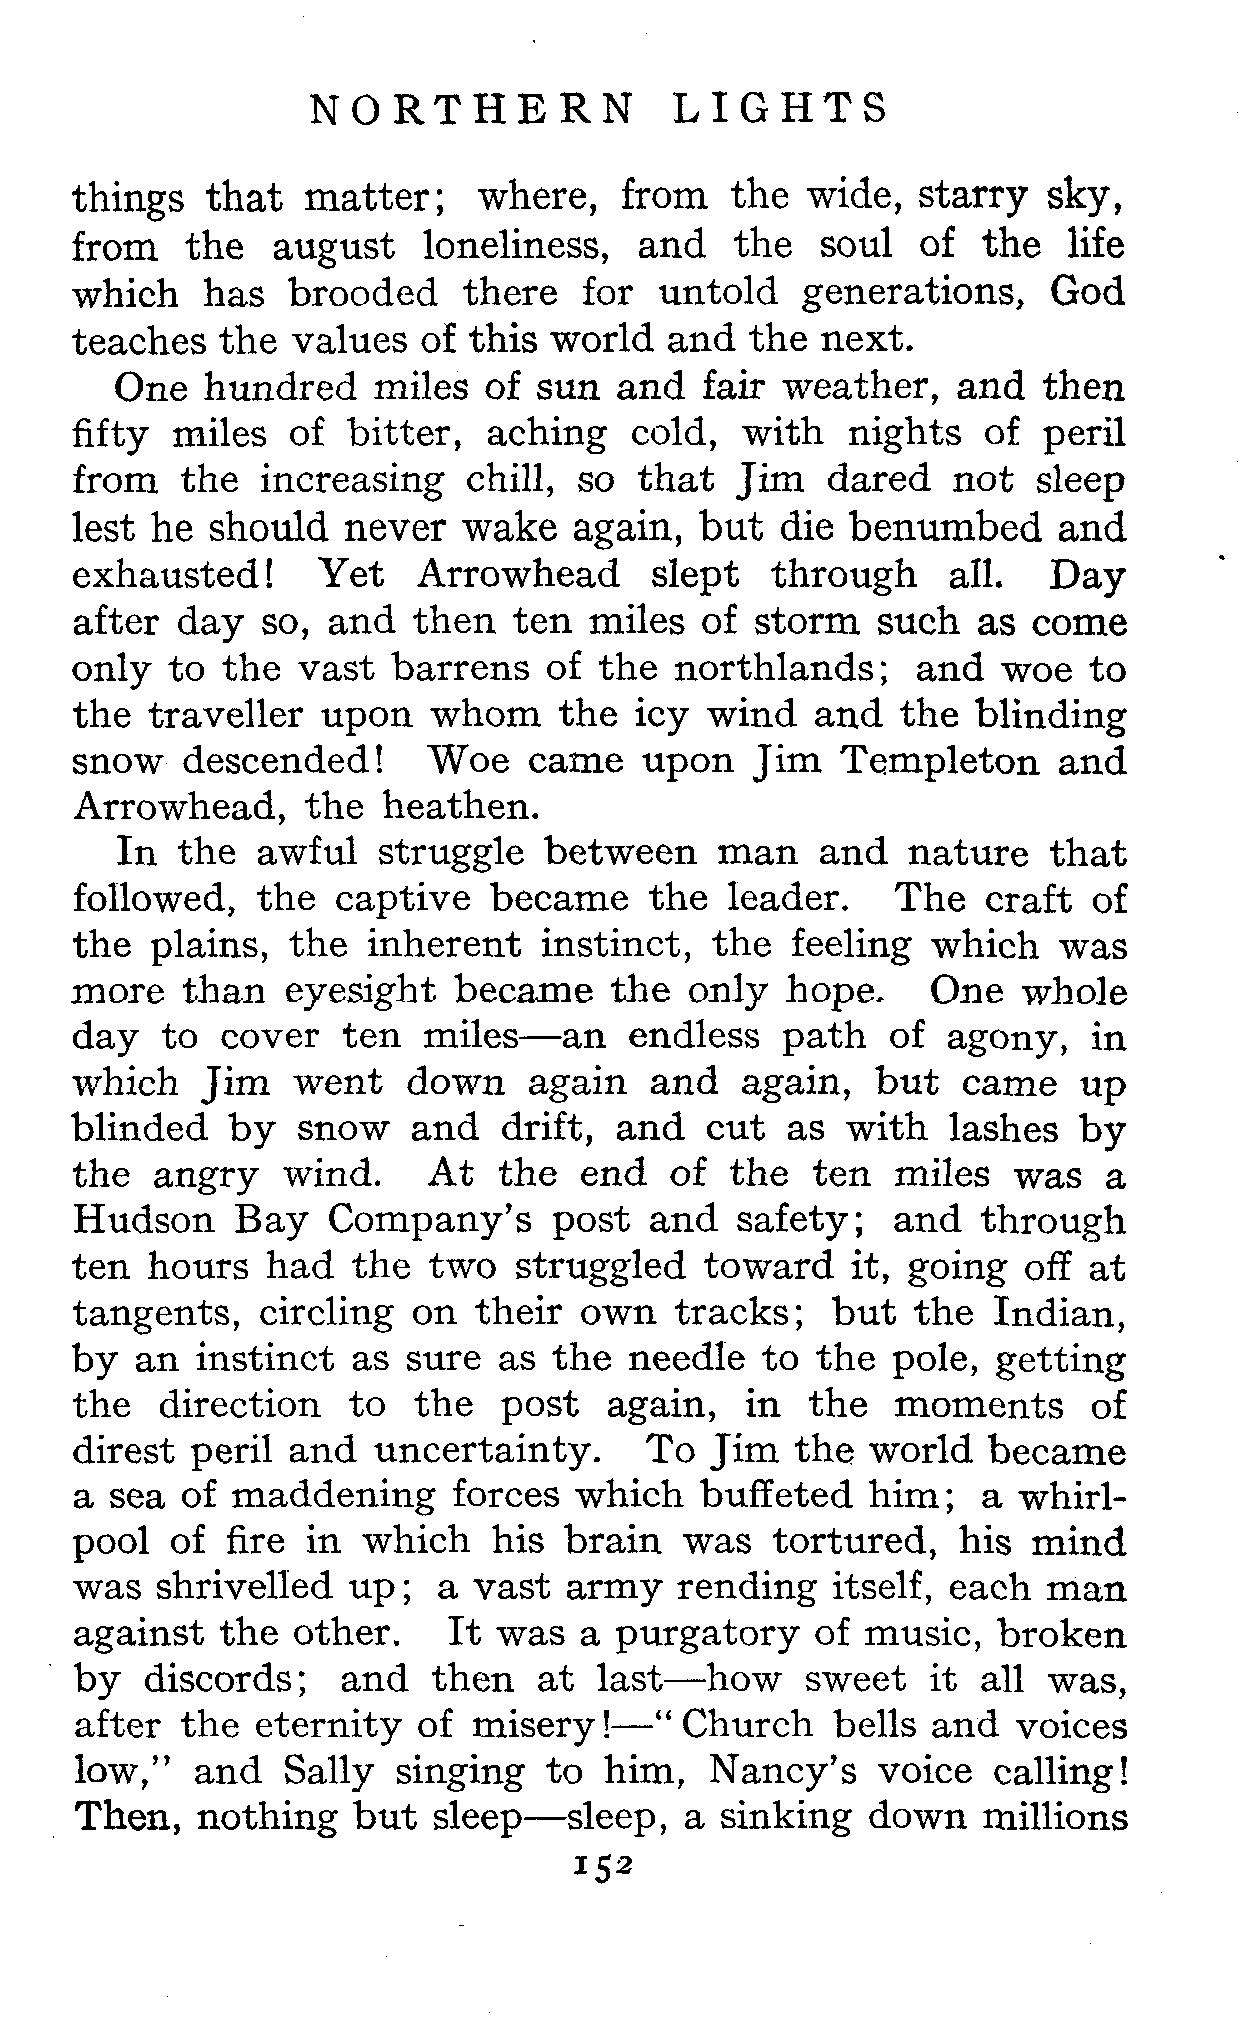 NORTHERN LIGHTS
things that matter; where, from the wide, starry sky,
from the august loneliness, and the soul of the life
which has brooded there for untold generations, God
teaches the values of this world and the next.
One hundred miles of sun and fair weather, and then
fifty miles of bitter, aching cold, with nights of peril
from the increasing chill, so that Jim dared not sleep
lest he should never wake again, but die benumbed and
exhausted! Yet Arrowhead slept through all. Day
after day so, and then ten miles of storm such as come
only to the vast barrens of the northlands; and woe to
the traveller upon whom the icy wind and the blinding
snow descended! Woe came upon Jim Templeton and
Arrowhead, the heathen.
In the awful struggle between man and nature that
followed, the captive became the leader. The craft of
the plains, the inherent instinct, the feeling which was
more than eyesight became the only hope. One whole
day to cover ten miles—an endless path of agony, in
which Jim went down again and again, but came up
blinded by snow and drift, and cut as with lashes by
the angry wind. At the end of the ten miles was a
Hudson Bay Company's post and safety; and through
ten hours had the two struggled toward it, going off at
tangents, circling on their own tracks; but the Indian,
by an instinct as sure as the needle to the pole, getting
the direction to the post again, in the moments of
direst peril and uncertainty. To Jim the world became
a sea of maddening forces which buffeted him; a whirl-
pool of fire in which his brain was tortured, his mind
was shrivelled up; a vast army rending itself, each man
against the other. It was a purgatory of music, broken
by discords; and then at last—how sweet it all was,
after the eternity of misery!—"Church bells and voices
low," and Sally singing to him, Nancy's voice calling!
Then, nothing but sleep—sleep, a sinking down millions
152